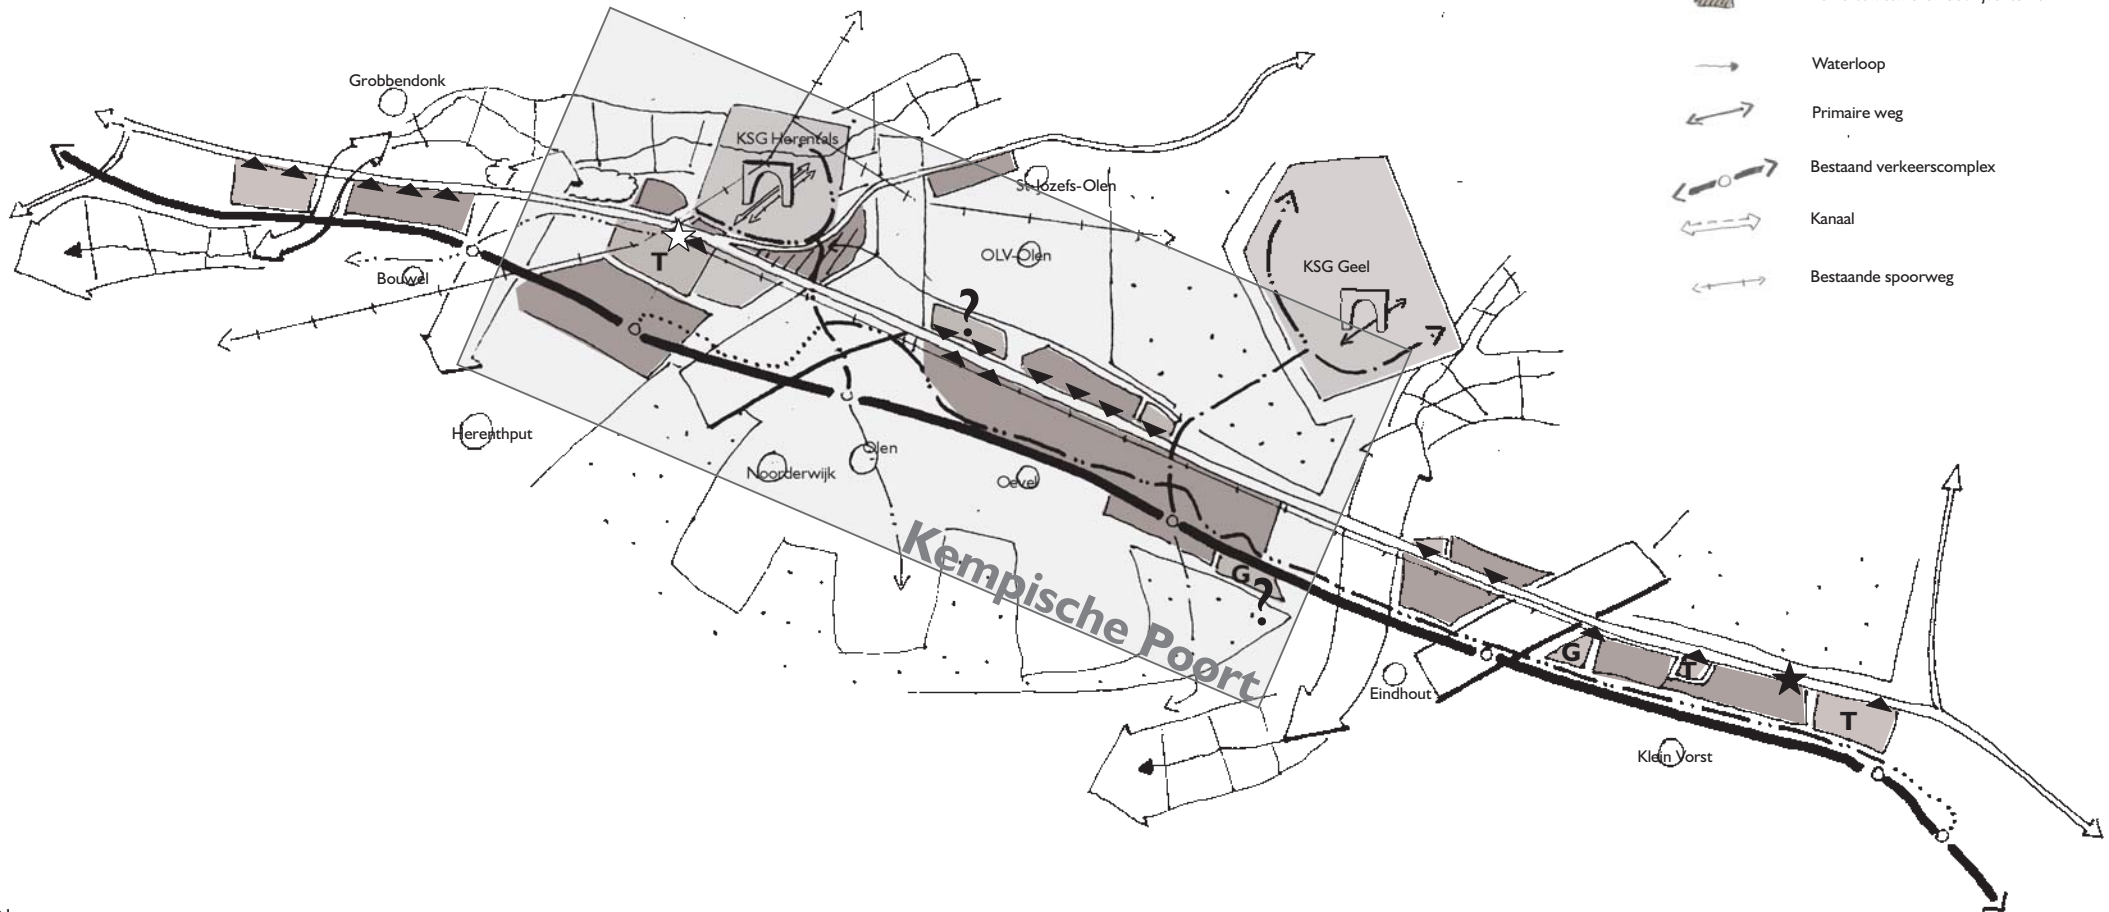 Waterloop
Primaire weg
Bestaand verkeerscomplex
Kanaal
Bestaande spoorweg
Grobbendonk
KSG Herentals
St-Jozefs-Olen
OLV-Olen
KSG Geel
T
Bouwel
?
Herenthput
Olen
Noorderwijk
Oevel
Kempische Poort
G
?
G
T
T
Eindhout
Klein Vorst